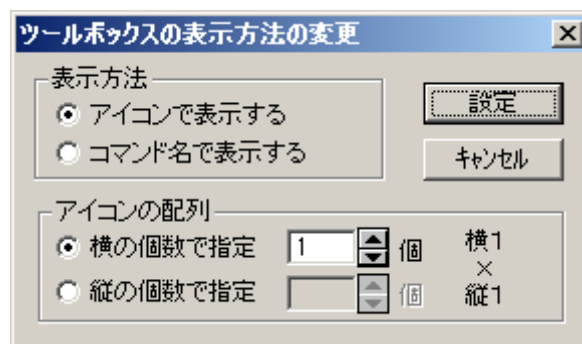 ツールボックスの表示方法の変更
表示方法
アイコンで表示する
コマンド名で表示する
設定
キャンセル
アイコンの配列
横の個数で指定 1 個
縦の個数で指定 個
横1
×
縦1